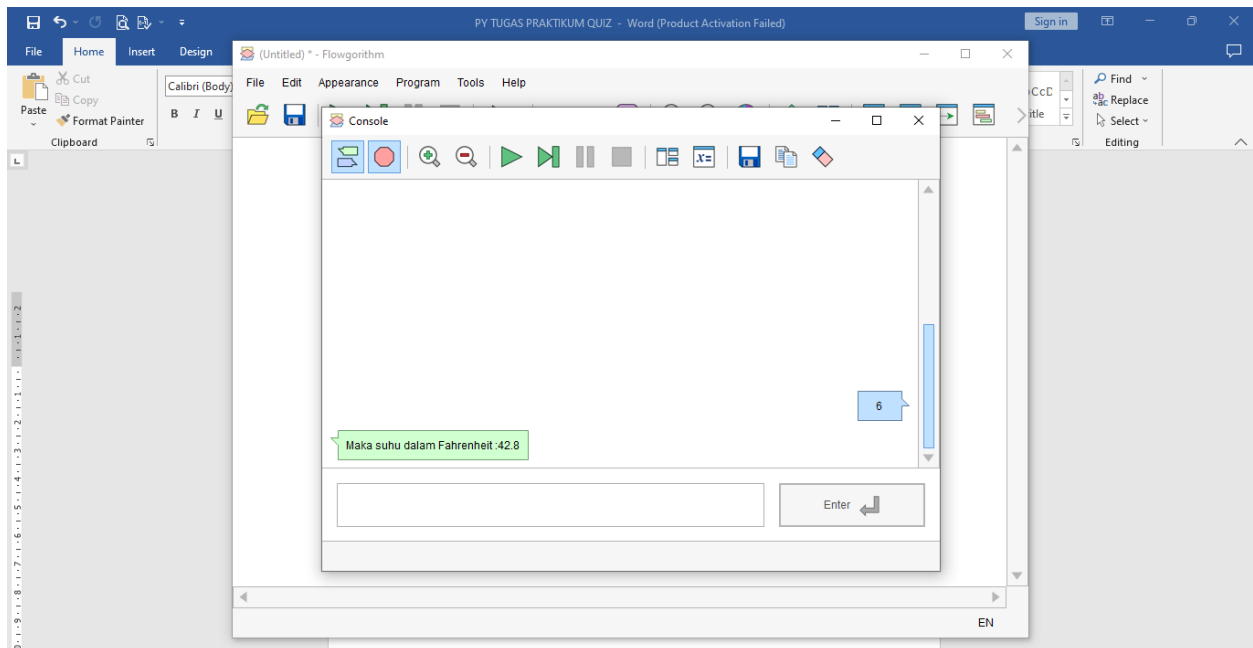 PY TUGAS PRAKTIKUM QUIZ - Word (Product Activation Failed)
Sign in
File Home Insert Design
Cut
Copy
Paste
Format Painter
Clipboard
Calibri (Body)
B I U
Find
Replace
Select
Editing
(Untitled) * - Flowgorithm
File Edit Appearance Program Tools Help
Console
6
Maka suhu dalam Fahrenheit :42.8
Enter
EN